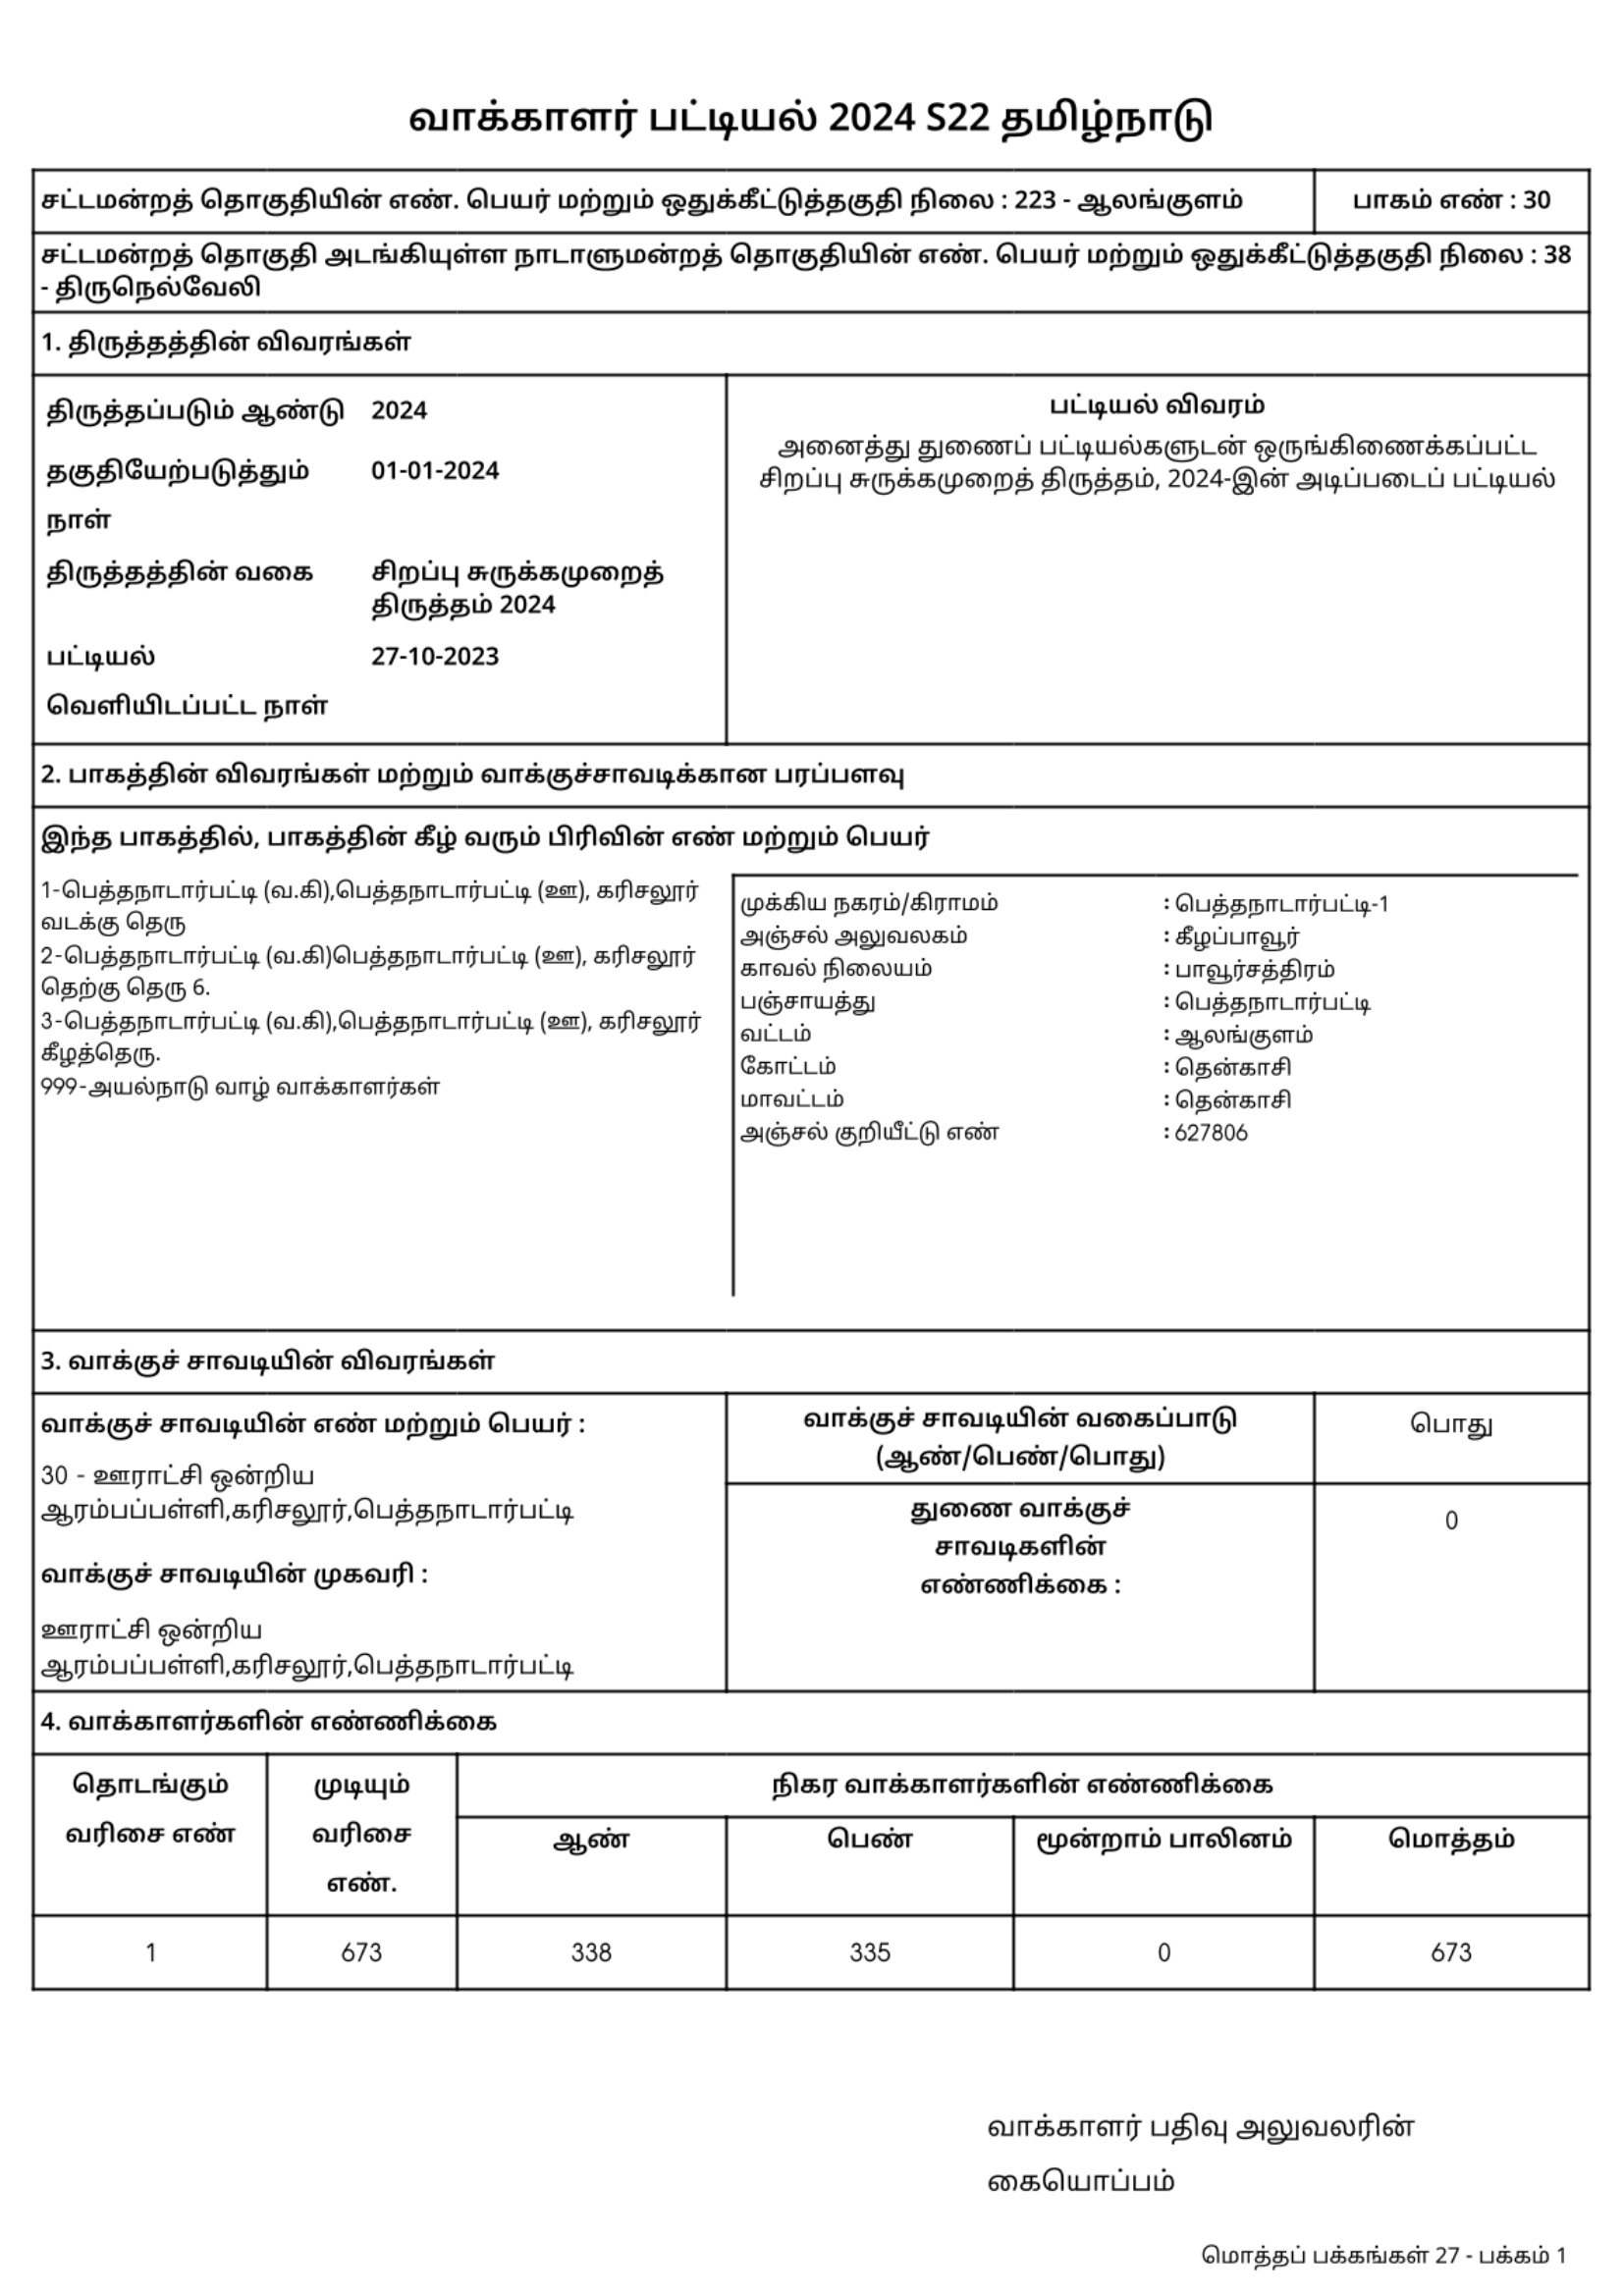 வாக்காளர் பட்டியல் 2024 S22 தமிழ்நாடு
சட்டமன்றத் தொகுதியின் எண். பெயர் மற்றும் ஒதுக்கீட்டுத்தகுதி நிலை : 223 - ஆலங்குளம்
பாகம் எண் : 30
சட்டமன்றத் தொகுதி அடங்கியுள்ள நாடாளுமன்றத் தொகுதியின் எண். பெயர் மற்றும் ஒதுக்கீட்டுத்தகுதி நிலை : 38
- திருநெல்வேலி
1. திருத்தத்தின் விவரங்கள்
திருத்தப்படும் ஆண்டு 2024
தகுதியேற்படுத்தும் 01-01-2024
நாள்
திருத்தத்தின் வகை சிறப்பு சுருக்கமுறைத்
திருத்தம் 2024
பட்டியல் 27-10-2023
வெளியிடப்பட்ட நாள்
பட்டியல் விவரம்
அனைத்து துணைப் பட்டியல்களுடன் ஒருங்கிணைக்கப்பட்ட
சிறப்பு சுருக்கமுறைத் திருத்தம், 2024-இன் அடிப்படைப் பட்டியல்
2. பாகத்தின் விவரங்கள் மற்றும் வாக்குச்சாவடிக்கான பரப்பளவு
இந்த பாகத்தில், பாகத்தின் கீழ் வரும் பிரிவின் எண் மற்றும் பெயர்
1-பெத்தநாடார்பட்டி (வ.கி),பெத்தநாடார்பட்டி (ஊ), கரிசலூர்
வடக்கு தெரு
2-பெத்தநாடார்பட்டி (வ.கி)பெத்தநாடார்பட்டி (ஊ), கரிசலூர்
தெற்கு தெரு 6.
3-பெத்தநாடார்பட்டி (வ.கி),பெத்தநாடார்பட்டி (ஊ), கரிசலூர்
கீழத்தெரு.
999-அயல்நாடு வாழ் வாக்காளர்கள்
முக்கிய நகரம்/கிராமம் : பெத்தநாடார்பட்டி-1
அஞ்சல் அலுவலகம் : கீழப்பாவூர்
காவல் நிலையம் : பாவூர்சத்திரம்
பஞ்சாயத்து : பெத்தநாடார்பட்டி
வட்டம் : ஆலங்குளம்
கோட்டம் : தென்காசி
மாவட்டம் : தென்காசி
அஞ்சல் குறியீட்டு எண் : 627806
3. வாக்குச் சாவடியின் விவரங்கள்
வாக்குச் சாவடியின் எண் மற்றும் பெயர் :
30 - ஊராட்சி ஒன்றிய
ஆரம்பப்பள்ளி,கரிசலூர்,பெத்தநாடார்பட்டி
வாக்குச் சாவடியின் முகவரி :
ஊராட்சி ஒன்றிய
ஆரம்பப்பள்ளி,கரிசலூர்,பெத்தநாடார்பட்டி
வாக்குச் சாவடியின் வகைப்பாடு
(ஆண்/பெண்/பொது)
பொது
துணை வாக்குச்
சாவடிகளின்
எண்ணிக்கை :
0
4. வாக்காளர்களின் எண்ணிக்கை
தொடங்கும்
வரிசை எண்
முடியும்
வரிசை
எண்.
நிகர வாக்காளர்களின் எண்ணிக்கை
ஆண் பெண் மூன்றாம் பாலினம் மொத்தம்
1 673 338 335 0 673
வாக்காளர் பதிவு அலுவலரின்
கையொப்பம்
மொத்தப் பக்கங்கள் 27 - பக்கம் 1